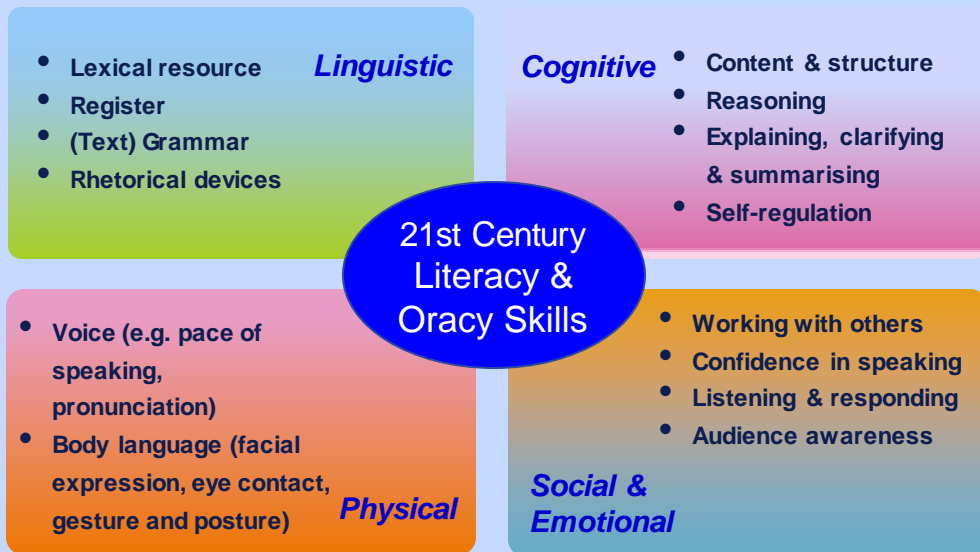 Linguistic
• Lexical resource
• Register
• (Text) Grammar
• Rhetorical devices
Cognitive
• Content & structure
• Reasoning
• Explaining, clarifying
& summarising
• Self-regulation
21st Century
Literacy &
Oracy Skills
• Voice (e.g. pace of
speaking,
pronunciation)
• Body language (facial
expression, eye contact,
gesture and posture)
Physical
• Working with others
• Confidence in speaking
• Listening & responding
• Audience awareness
Social &
Emotional